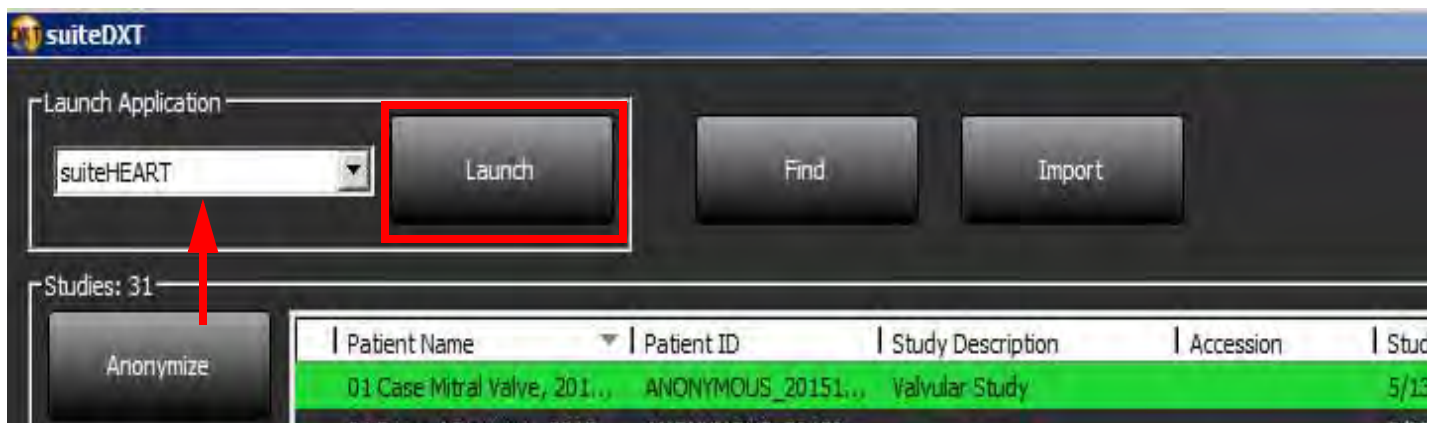 suiteDXT
Launch Application
suiteHEART
Launch
Find
Import
Studies: 31
Anonymize
Patient Name
Patient ID
Study Description
Accession
Stud
01 Case Mitral Valve, 201...
ANONYMOUS_20151...
Valvular Study
5/13